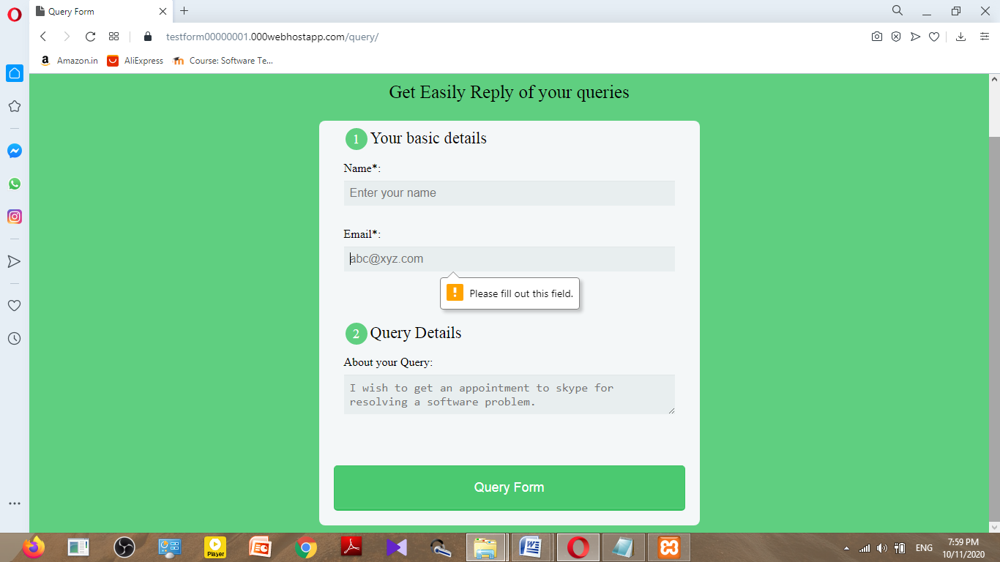 Query Form
testform00000001.000webhostapp.com/query/
Amazon.in
AliExpress
Course: Software Te...
Get Easily Reply of your queries
1 Your basic details
Name*:
Enter your name
Email*:
abc@xyz.com
Please fill out this field.
2 Query Details
About your Query:
I wish to get an appointment to skype for
resolving a software problem.
Query Form
Player
ENG
7:59 PM
10/11/2020